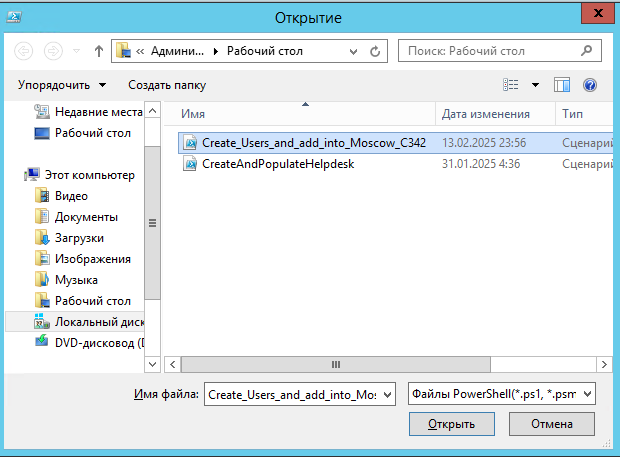 Открытие
« Админи... Рабочий стол
Поиск: Рабочий стол
Упорядочить
Создать папку
Недавние места
Рабочий стол
Этот компьютер
Видео
Документы
Загрузки
Изображения
Музыка
Рабочий стол
Локальный диск
DVD-дисковод (D
Имя Дата изменения Тип
Create_Users_and_add_into_Moscow_C342 13.02.2025 23:56 Сценарий
CreateAndPopulateHelpdesk 31.01.2025 4:36 Сценарий
Имя файла: Create_Users_and_add_into_Mos Файлы PowerShell(*.ps1, *.psm
Открыть Отмена